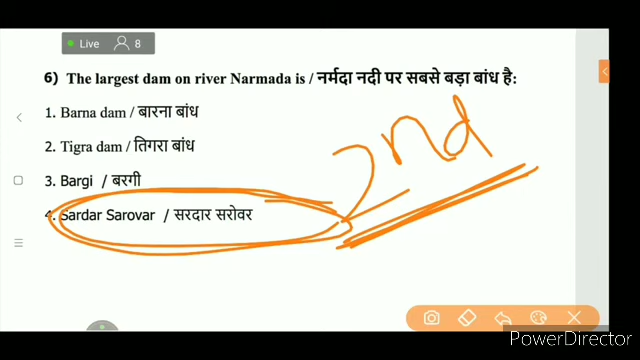 Live 8
6) The largest dam on river Narmada is / नर्मदा नदी पर सबसे बड़ा बांध है:
1. Barna dam / बारना बांध
2. Tigra dam / तिगरा बांध
3. Bargi / बरगी
4. Sardar Sarovar / सरदार सरोवर
2nd
PowerDirector